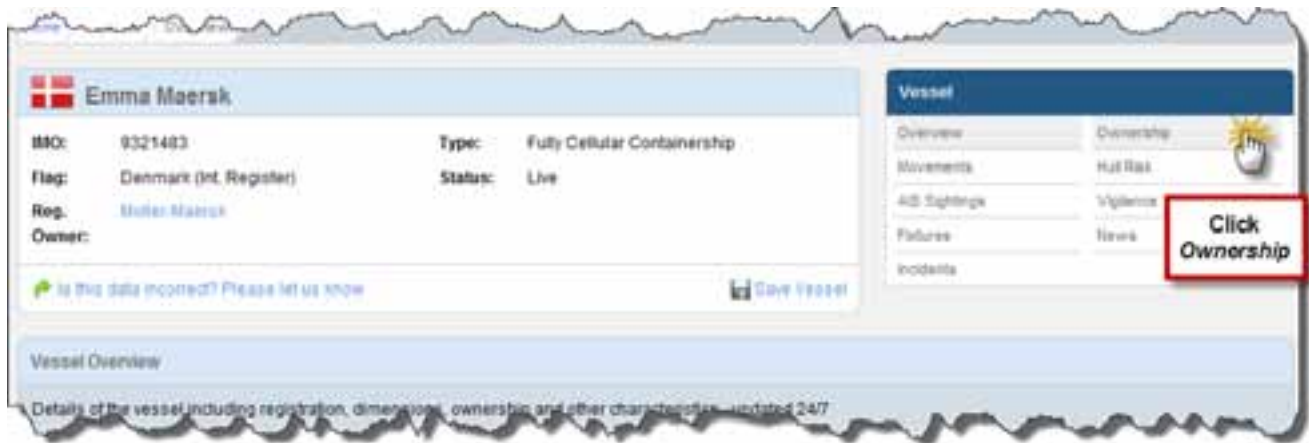 Emma Maersk
IMO: 9321483 Type: Fully Cellular Containership
Flag: Denmark (Int. Register) Status: Live
Reg. Owner: Moller Maersk
Is this data incorrect? Please let us know
Save Vessel
Vessel
Overview Ownership
Movements Hull Risk
AIS Sightings Vigilance
Fixtures News
Incidents
Click
Ownership
Vessel Overview
Details of the vessel including registration, dimensions, ownership and other characteristics - updated 24/7